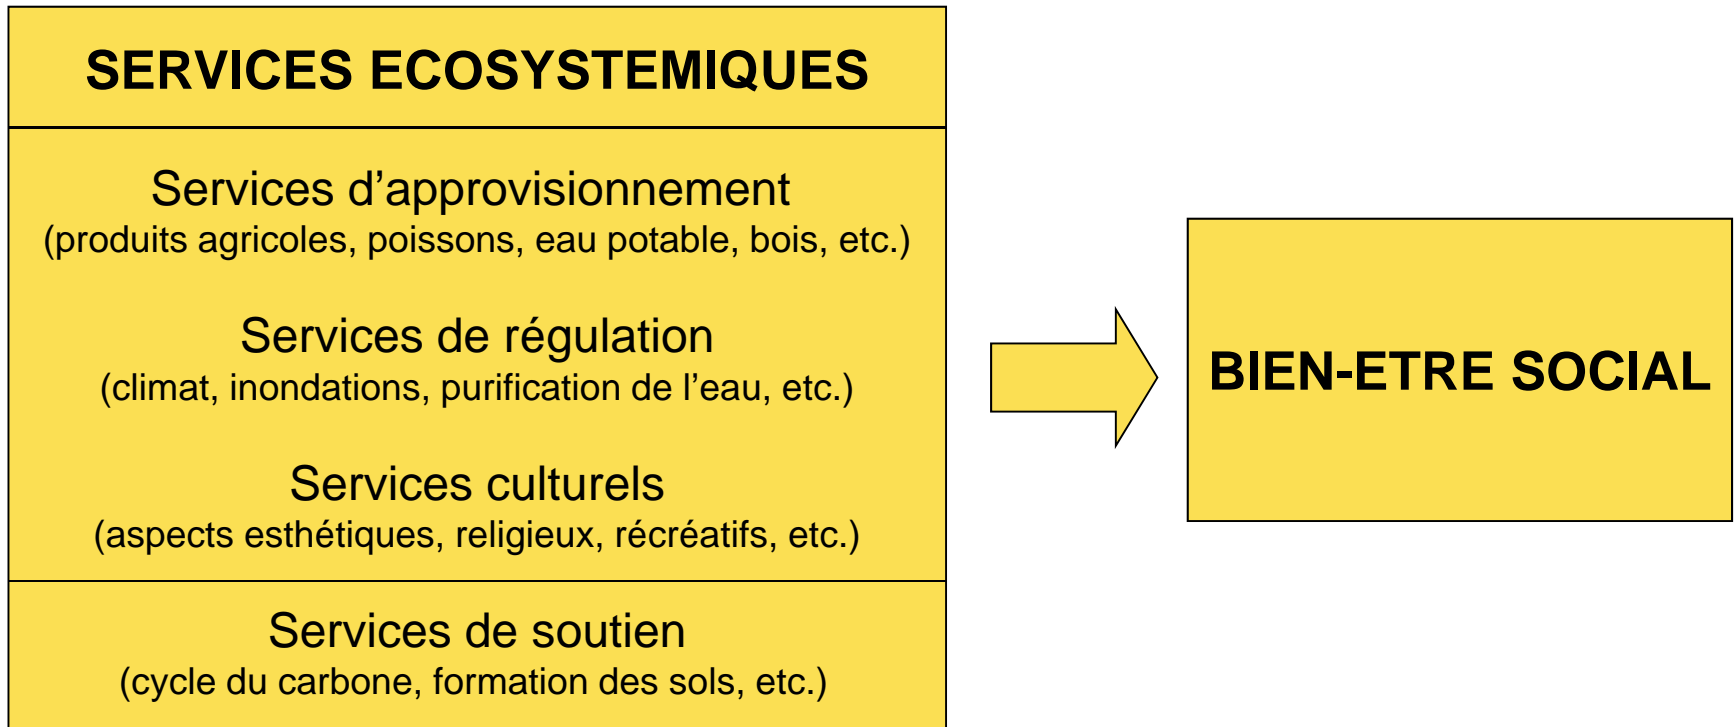 SERVICES ECOSYSTEMIQUES
Services d’approvisionnement
(produits agricoles, poissons, eau potable, bois, etc.)
Services de régulation
(climat, inondations, purification de l’eau, etc.)
Services culturels
(aspects esthétiques, religieux, récréatifs, etc.)
Services de soutien
(cycle du carbone, formation des sols, etc.)
BIEN-ETRE SOCIAL